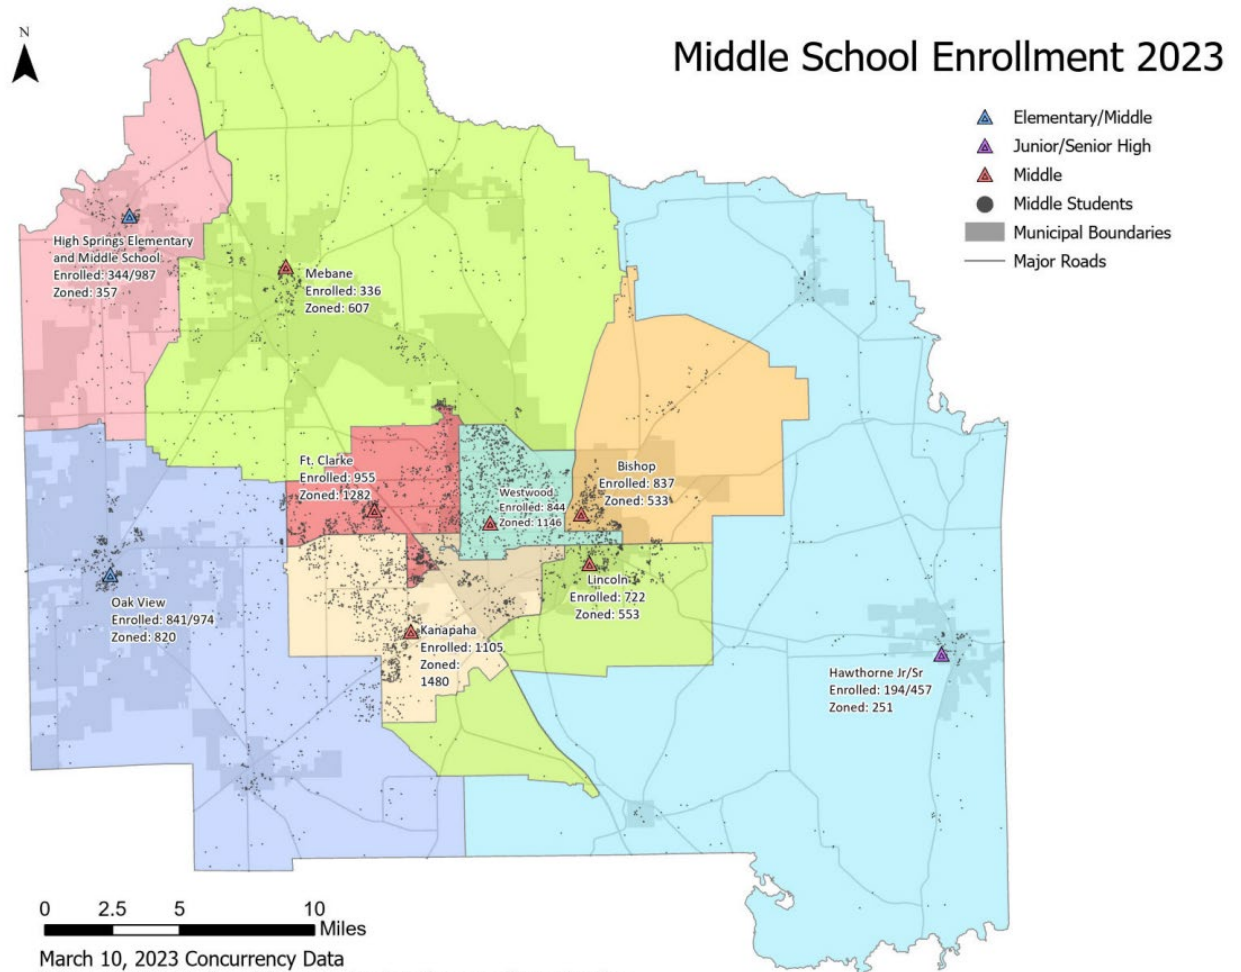 Middle School Enrollment 2023
N
Elementary/Middle
Junior/Senior High
Middle
Middle Students
Municipal Boundaries
Major Roads
High Springs Elementary
and Middle School
Enrolled: 344/987
Zoned: 357
Mebane
Enrolled: 336
Zoned: 607
Ft. Clarke
Enrolled: 955
Zoned: 1282
Westwood
Enrolled: 844
Zoned: 1146
Bishop
Enrolled: 837
Zoned: 533
Oak View
Enrolled: 841/974
Zoned: 820
Kanapaha
Enrolled: 1105
Zoned:
1480
Lincoln
Enrolled: 722
Zoned: 553
Hawthorne Jr/Sr
Enrolled: 194/457
Zoned: 251
0 2.5 5 10
Miles
March 10, 2023 Concurrency Data